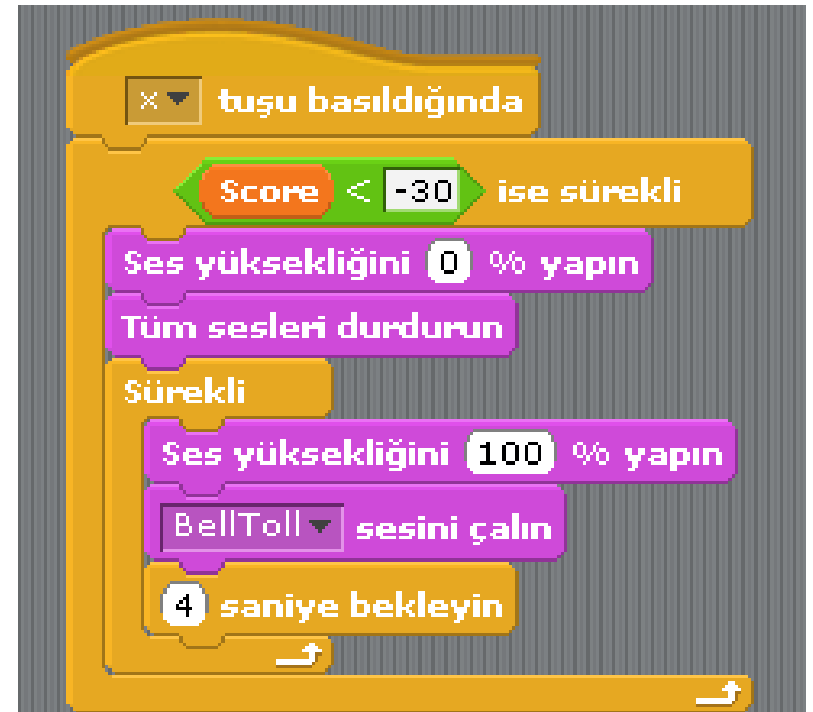 x tuşu basıldığında
Score < -30 ise sürekli
Ses yüksekliğini 0 % yapın
Tüm sesleri durdurun
Sürekli
Ses yüksekliğini 100 % yapın
BellToll sesini çalın
4 saniye bekleyin